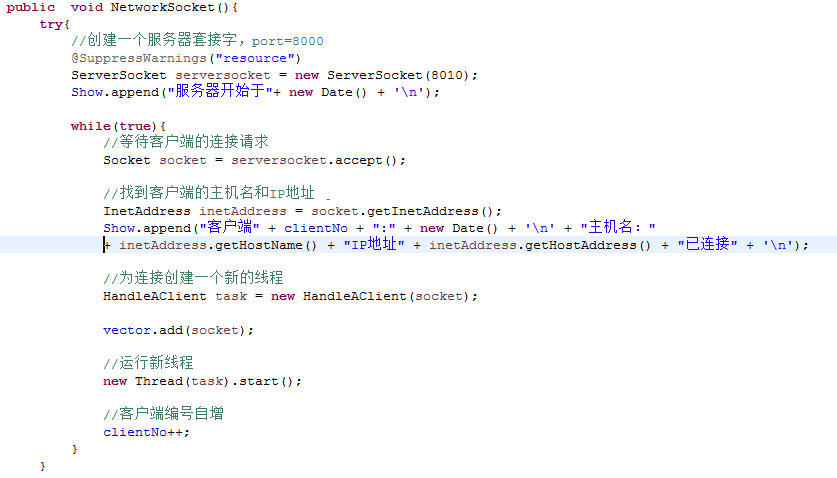 public  void NetworkSocket(){
try{
//创建一个服务器套接字，port=8000
@SuppressWarnings("resource")
ServerSocket serversocket = new ServerSocket(8010);
Show.append("服务器开始于"+ new Date() + '\n');
while(true){
//等待客户端的连接请求
Socket socket = serversocket.accept();
//找到客户端的主机名和IP地址
InetAddress inetAddress = socket.getInetAddress();
Show.append("客户端" + clientNo + ":" + new Date() + '\n' + "主机名："
+ inetAddress.getHostName() + "IP地址" + inetAddress.getHostAddress() + "已连接" + '\n');
//为连接创建一个新的线程
HandleAClient task = new HandleAClient(socket);
vector.add(socket);
//运行新线程
new Thread(task).start();
//客户端编号自增
clientNo++;
}
}